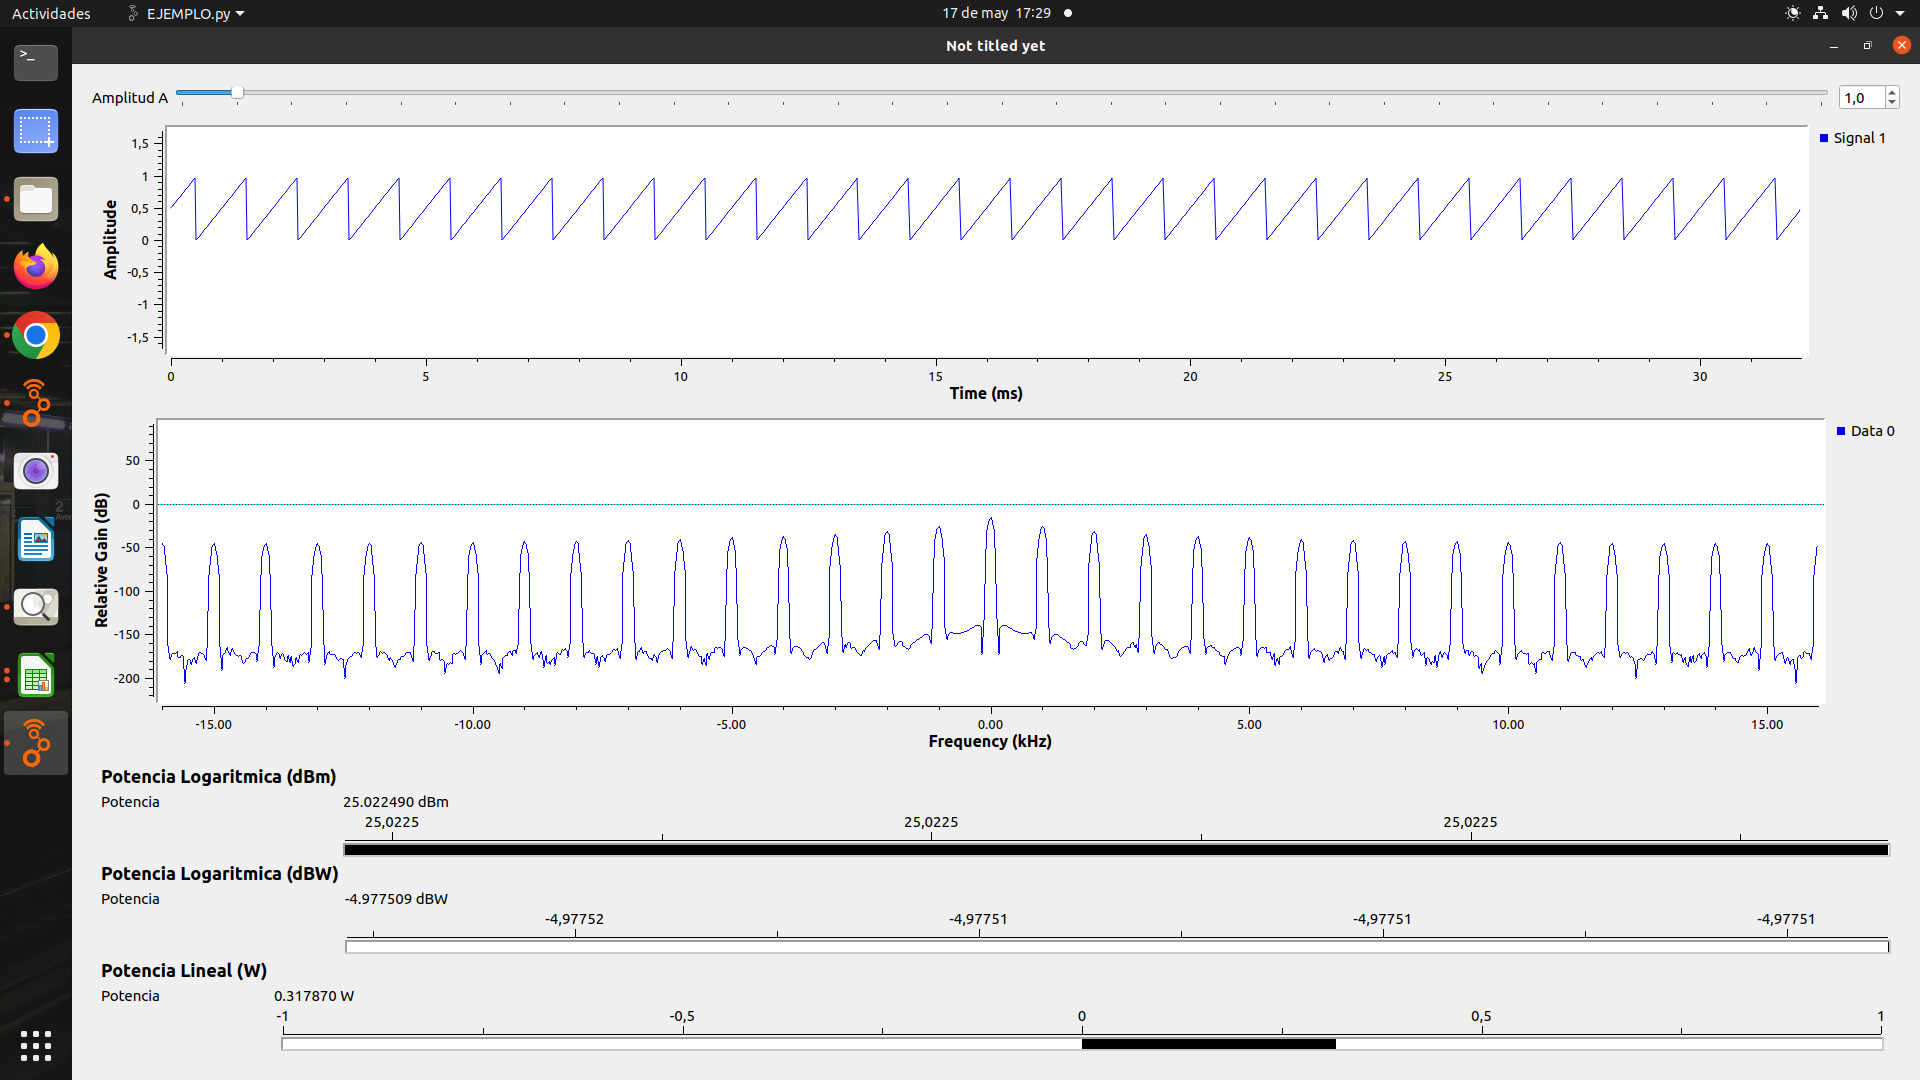 Actividades EJEMPLO.py 17 de may 17:29
Not titled yet
Amplitud A 1,0
Signal 1
Amplitude
1,5
1
0,5
0
-0,5
-1
-1,5
0 5 10 15 20 25 30
Time (ms)
Data 0
Relative Gain (dB)
50
0
-50
-100
-150
-200
-15.00 -10.00 -5.00 0.00 5.00 10.00 15.00
Frequency (kHz)
Potencia Logaritmica (dBm)
Potencia 25.022490 dBm
25,0225 25,0225 25,0225
Potencia Logaritmica (dBW)
Potencia -4.977509 dBW
-4,97752 -4,97751 -4,97751 -4,97751
Potencia Lineal (W)
Potencia 0.317870 W
-1 -0,5 0 0,5 1